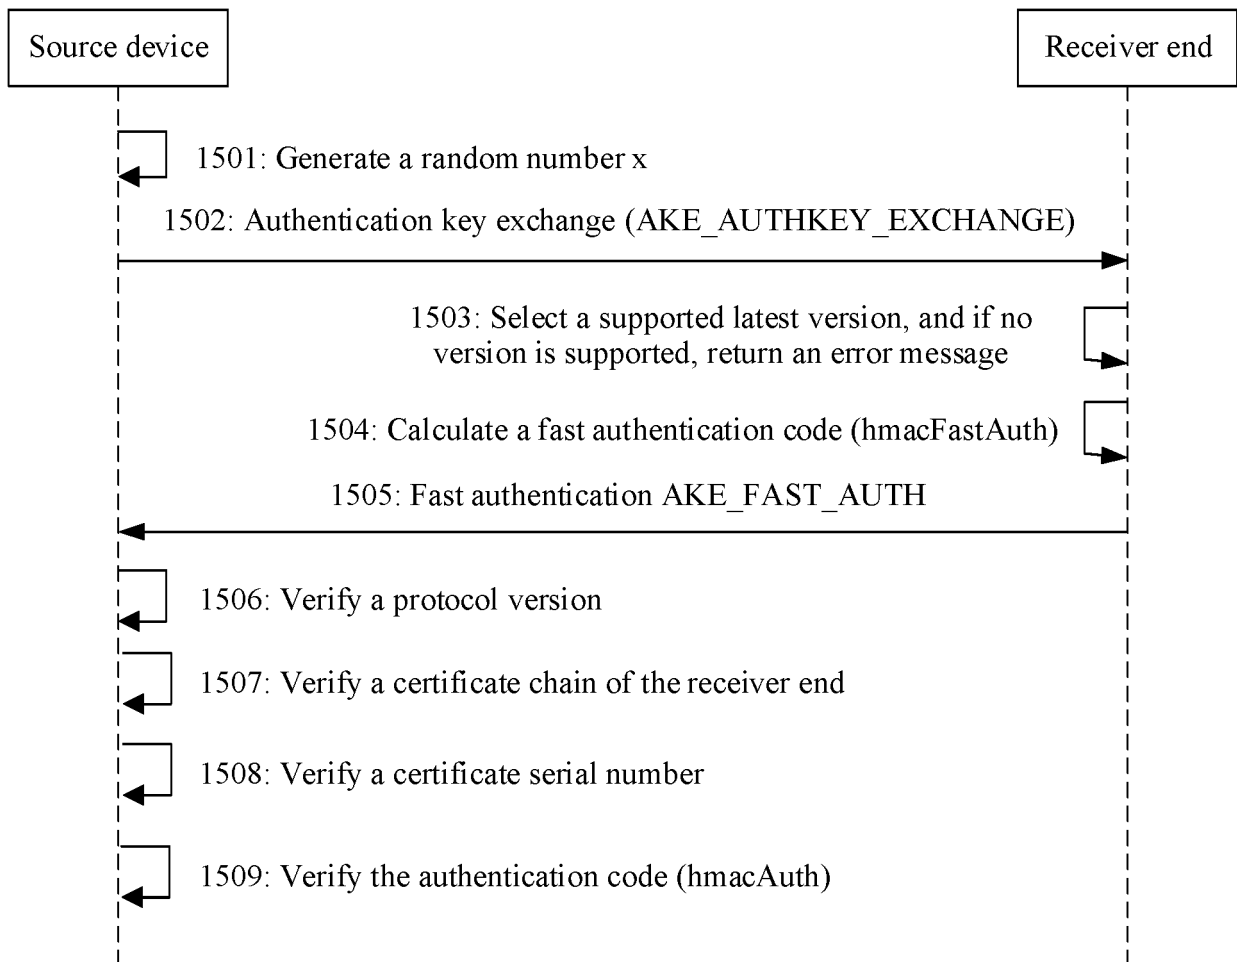 Source device
Receiver end
1501: Generate a random number x
1502: Authentication key exchange (AKE_AUTHKEY_EXCHANGE)
1503: Select a supported latest version, and if no
version is supported, return an error message
1504: Calculate a fast authentication code (hmacFastAuth)
1505: Fast authentication AKE_FAST_AUTH
1506: Verify a protocol version
1507: Verify a certificate chain of the receiver end
1508: Verify a certificate serial number
1509: Verify the authentication code (hmacAuth)